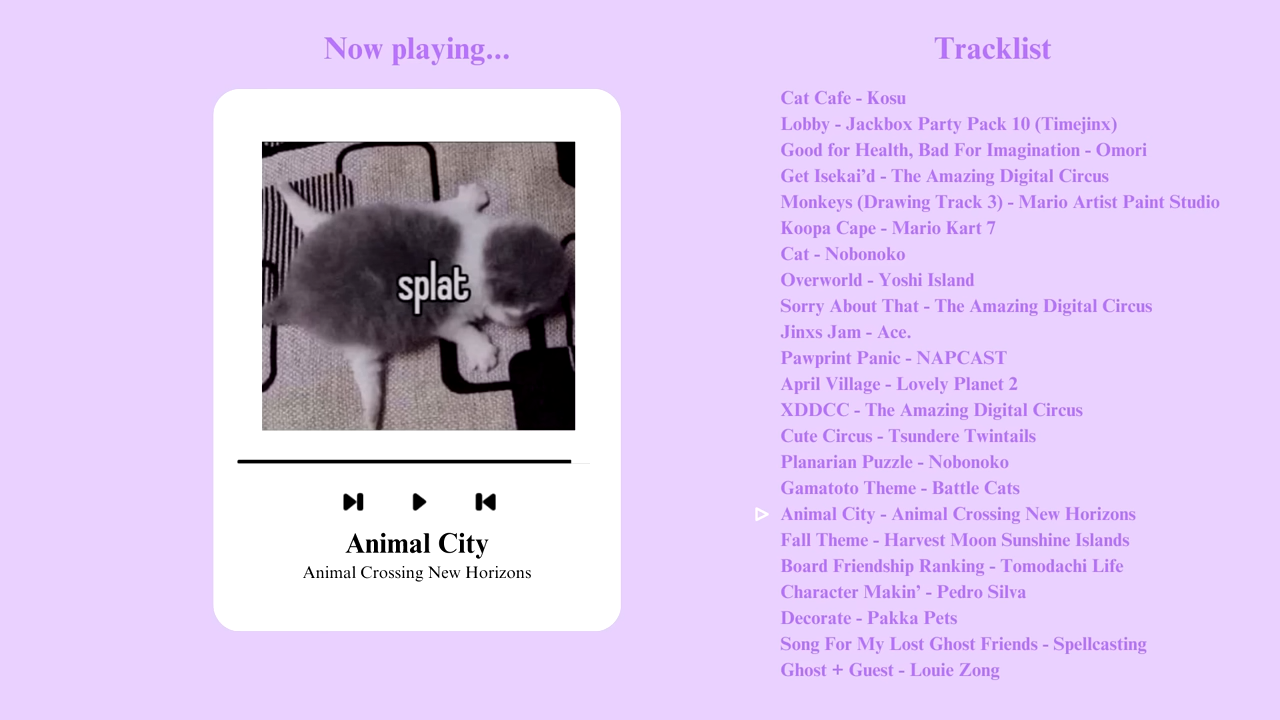 Now playing...
splat
Animal City
Animal Crossing New Horizons
Tracklist
Cat Cafe - Kosu
Lobby - Jackbox Party Pack 10 (Timejinx)
Good for Health, Bad For Imagination - Omori
Get Isekai’d - The Amazing Digital Circus
Monkeys (Drawing Track 3) - Mario Artist Paint Studio
Koopa Cape - Mario Kart 7
Cat - Nobonoko
Overworld - Yoshi Island
Sorry About That - The Amazing Digital Circus
Jinxs Jam - Ace.
Pawprint Panic - NAPCAST
April Village - Lovely Planet 2
XDDCC - The Amazing Digital Circus
Cute Circus - Tsundere Twintails
Planarian Puzzle - Nobonoko
Gamatoto Theme - Battle Cats
Animal City - Animal Crossing New Horizons
Fall Theme - Harvest Moon Sunshine Islands
Board Friendship Ranking - Tomodachi Life
Character Makin’ - Pedro Silva
Decorate - Pakka Pets
Song For My Lost Ghost Friends - Spellcasting
Ghost + Guest - Louie Zong